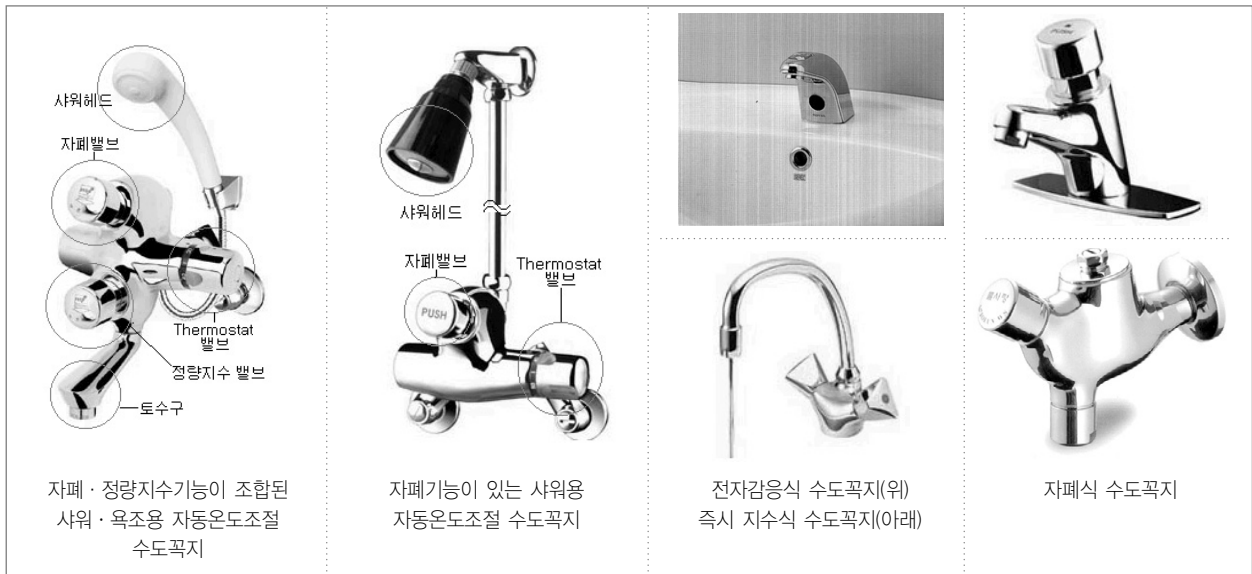 샤워헤드
자폐밸브
Thermostat
밸브
정량지수 밸브
토수구
자폐 · 정량지수기능이 조합된
샤워 · 욕조용 자동온도조절
수도꼭지
샤워헤드
자폐밸브
Thermostat
밸브
PUSH
자폐기능이 있는 샤워용
자동온도조절 수도꼭지
전자감응식 수도꼭지(위)
즉시 지수식 수도꼭지(아래)
PUSH
자폐식 수도꼭지